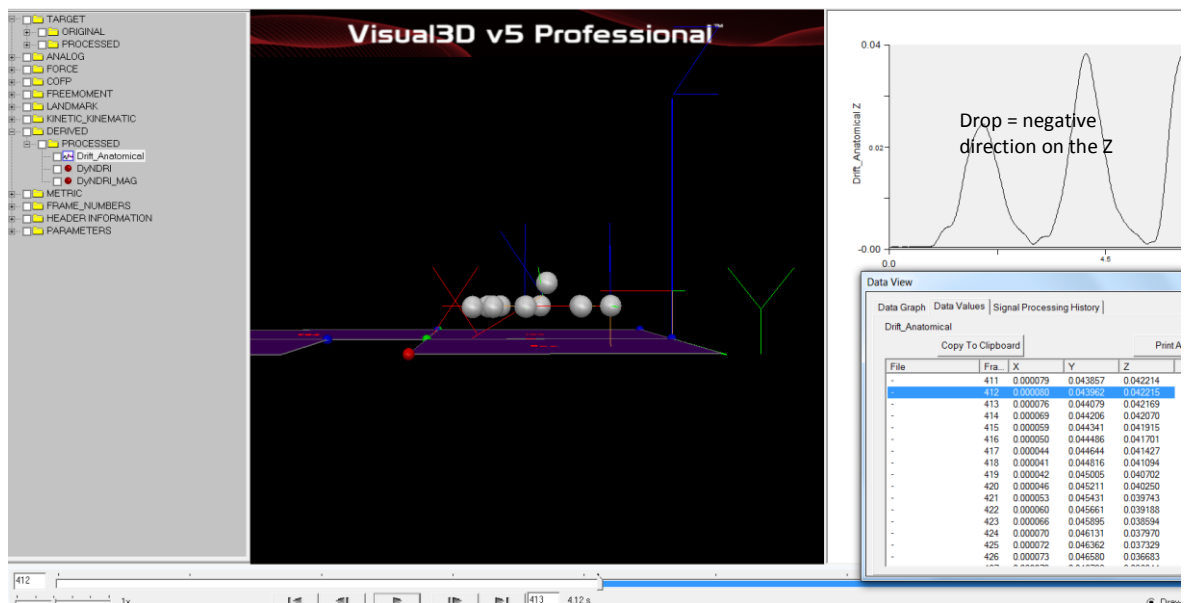 TARGET
ORIGINAL
PROCESSED
ANALOG
FORCE
COFP
FREEMOMENT
LANDMARK
KINETIC_KINEMATIC
DERIVED
PROCESSED
Drift_Anatomical
DyNDRI
DyNDRI_MAG
METRIC
FRAME_NUMBERS
HEADER INFORMATION
PARAMETERS
Visual3D v5 Professional™
0.04
0.02
-0.00
0.0
4.5
Drift_Anatomical Z
Drop = negative
direction on the Z
Data View
Data Graph Data Values Signal Processing History
Drift_Anatomical
Copy To Clipboard Print A
File Fra... X Y Z
- 411 0.000079 0.043857 0.042214
- 412 0.000080 0.043962 0.042215
- 413 0.000076 0.044079 0.042169
- 414 0.000069 0.044206 0.042070
- 415 0.000059 0.044341 0.041915
- 416 0.000050 0.044486 0.041701
- 417 0.000044 0.044644 0.041427
- 418 0.000041 0.044816 0.041094
- 419 0.000042 0.045005 0.040702
- 420 0.000046 0.045211 0.040250
- 421 0.000053 0.045431 0.039743
- 422 0.000060 0.045661 0.039188
- 423 0.000066 0.045895 0.038594
- 424 0.000070 0.046131 0.037970
- 425 0.000072 0.046362 0.037329
- 426 0.000073 0.046580 0.036683
412
1x
413 4.12 s